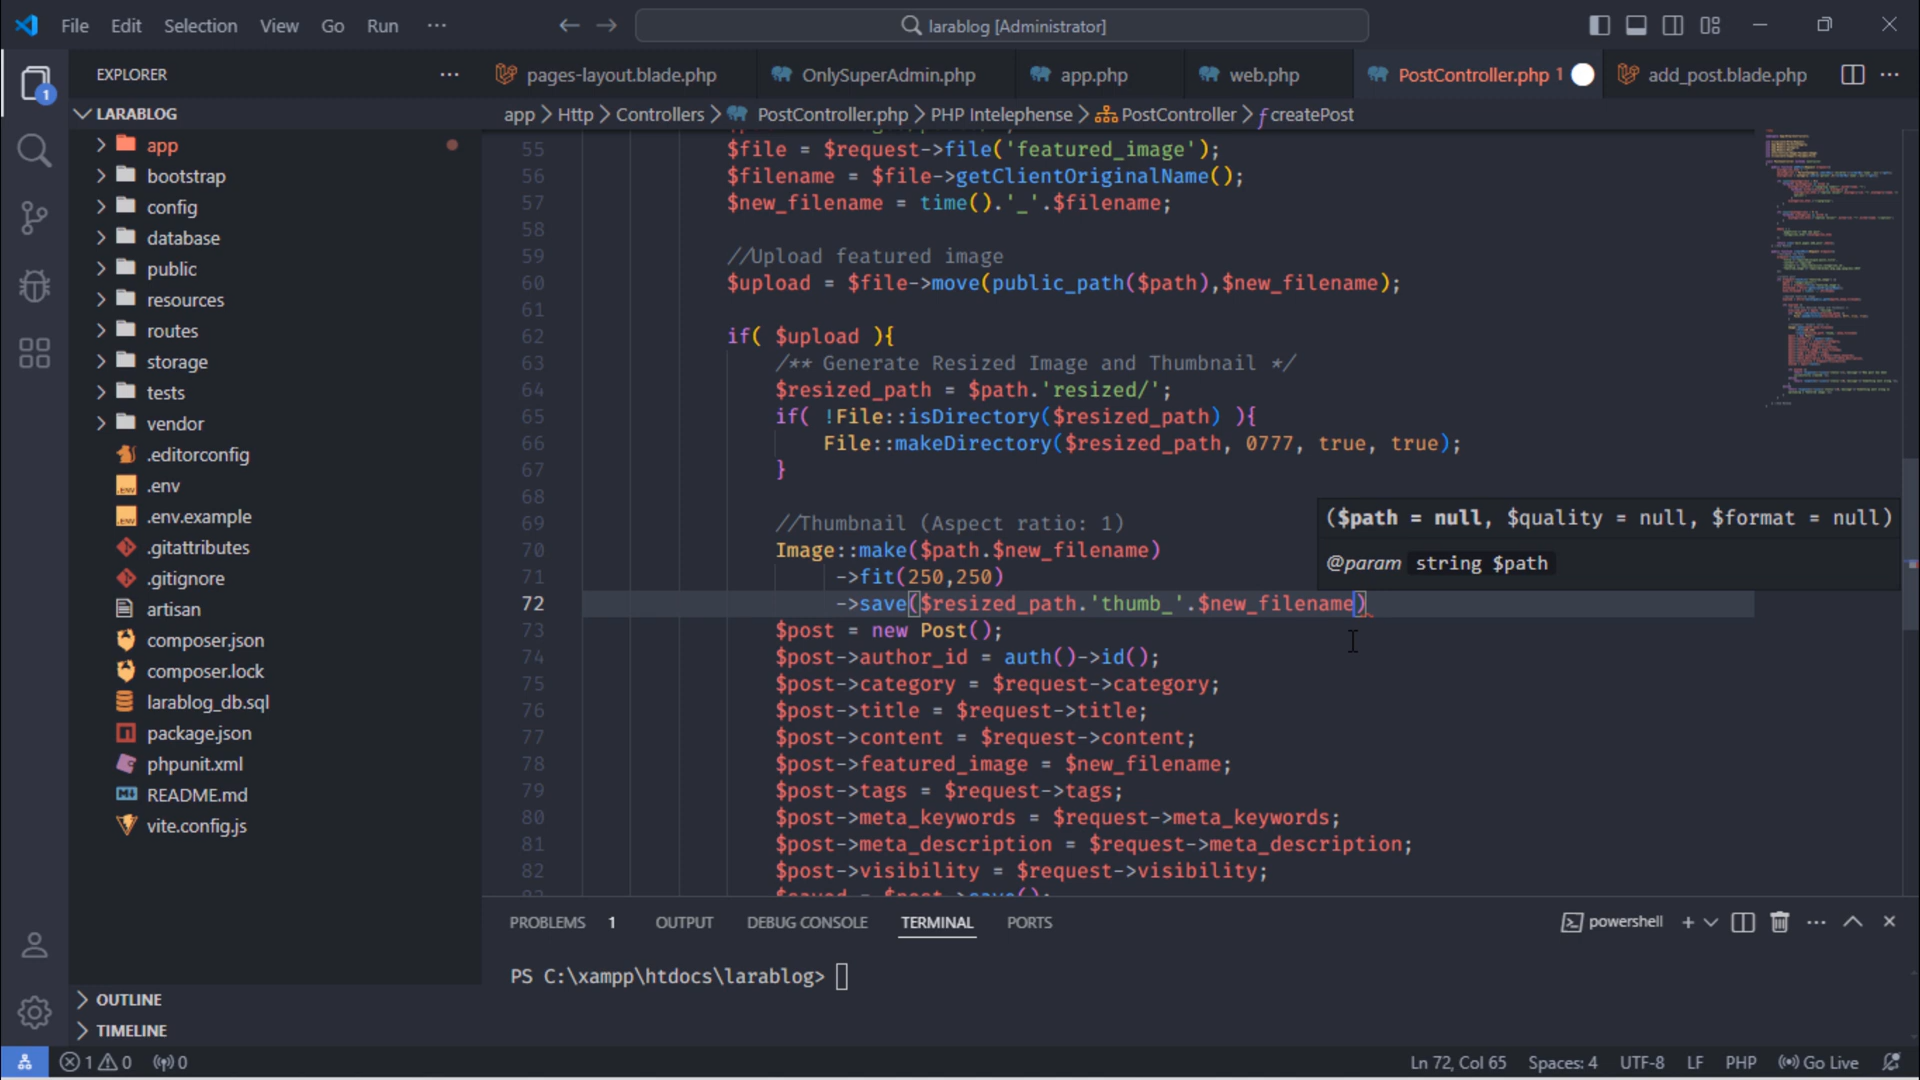 File Edit Selection View Go Run ··· larablog [Administrator]
EXPLORER
pages-layout.blade.php
OnlySuperAdmin.php
app.php
web.php
PostController.php 1
add_post.blade.php
LARABLOG
app
bootstrap
config
database
public
resources
routes
storage
tests
vendor
.editorconfig
.env
.env.example
.gitattributes
.gitignore
artisan
composer.json
composer.lock
larablog_db.sql
package.json
phpunit.xml
README.md
vite.config.js
OUTLINE
TIMELINE
app > Http > Controllers > PostController.php > PHP Intelephense > PostController > createPost
55 $file = $request->file('featured_image');
56 $filename = $file->getClientOriginalName();
57 $new_filename = time().'_'.$filename;
58
59 //Upload featured image
60 $upload = $file->move(public_path($path),$new_filename);
61
62 if( $upload ){
63 /** Generate Resized Image and Thumbnail */
64 $resized_path = $path.'resized/';
65 if( !File::isDirectory($resized_path) ){
66 File::makeDirectory($resized_path, 0777, true, true);
67 }
68
69 //Thumbnail (Aspect ratio: 1)
70 Image::make($path.$new_filename)
71 ->fit(250,250)
72 ->save($resized_path.'thumb_'.$new_filename)
73 $post = new Post();
74 $post->author_id = auth()->id();
75 $post->category = $request->category;
76 $post->title = $request->title;
77 $post->content = $request->content;
78 $post->featured_image = $new_filename;
79 $post->tags = $request->tags;
80 $post->meta_keywords = $request->meta_keywords;
81 $post->meta_description = $request->meta_description;
82 $post->visibility = $request->visibility;
($path = null, $quality = null, $format = null)
@param string $path
PROBLEMS 1 OUTPUT DEBUG CONSOLE TERMINAL PORTS
powershell
PS C:\xampp\htdocs\larablog>
1 0 0
Ln 72, Col 65 Spaces: 4 UTF-8 LF PHP Go Live